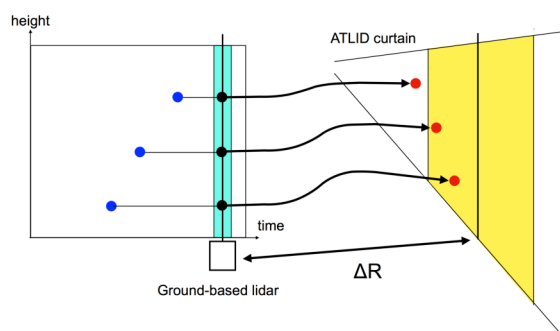 height
ATLID curtain
time
ΔR
Ground-based lidar